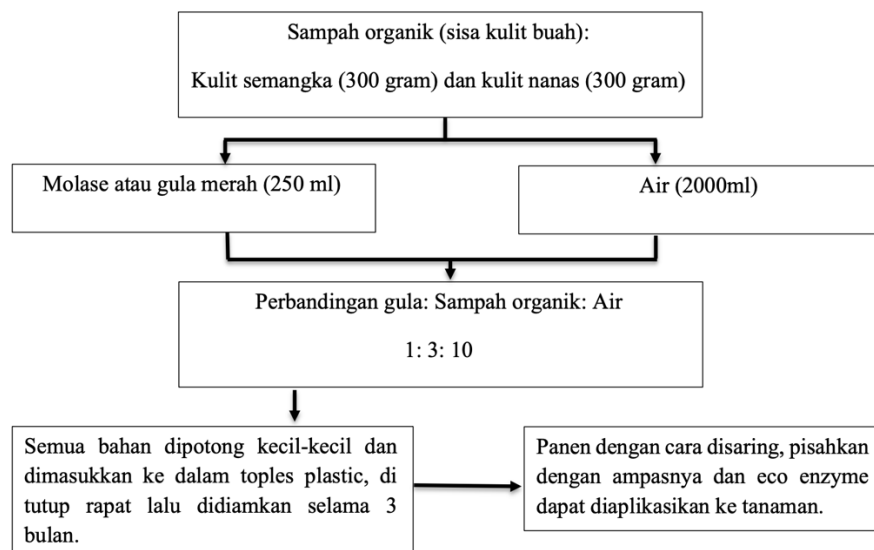 Sampah organik (sisa kulit buah):
Kulit semangka (300 gram) dan kulit nanas (300 gram)
Molase atau gula merah (250 ml)
Air (2000ml)
Perbandingan gula: Sampah organik: Air
1: 3: 10
Semua bahan dipotong kecil-kecil dan
dimasukkan ke dalam toples plastic, di
tutup rapat lalu didiamkan selama 3
bulan.
Panen dengan cara disaring, pisahkan
dengan ampasnya dan eco enzyme
dapat diaplikasikan ke tanaman.